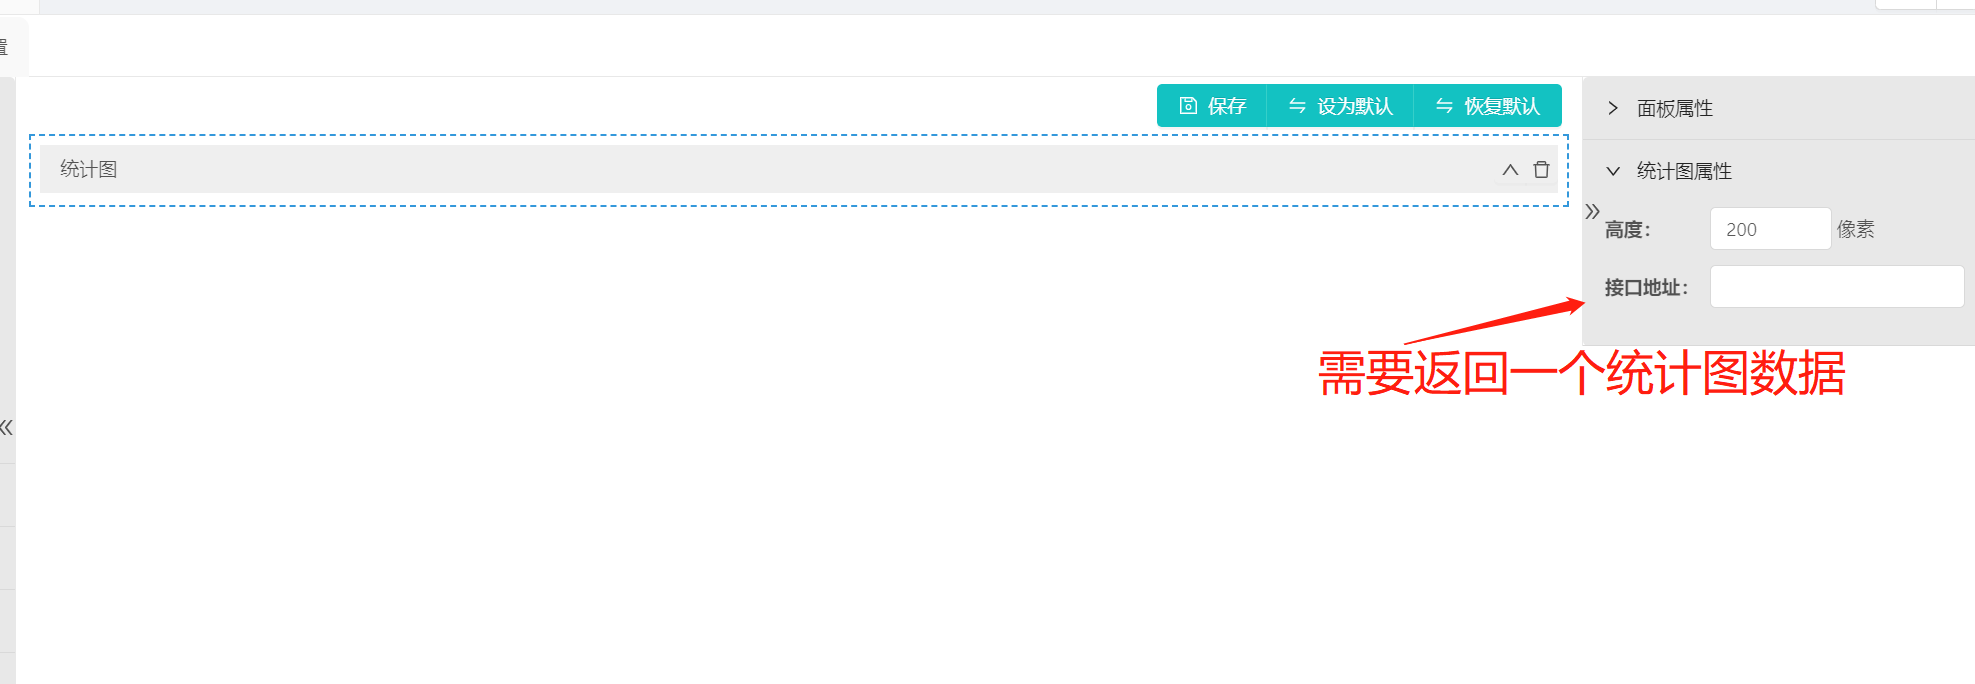 置
保存 设为默认 恢复默认
面板属性
统计图
统计图属性
高度： 200 像素
接口地址：
需要返回一个统计图数据